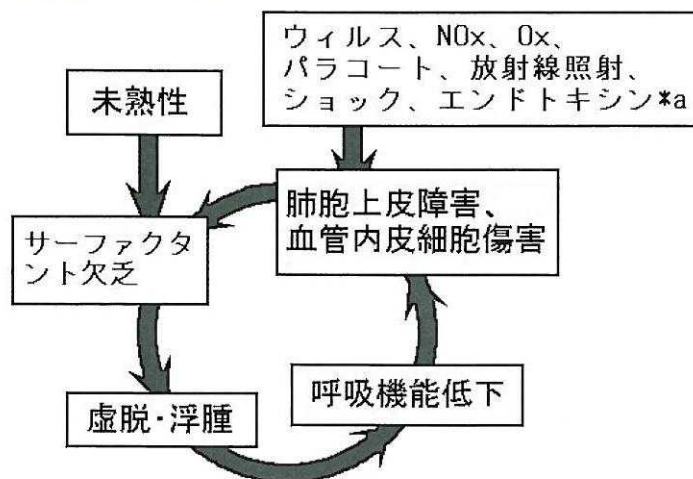 ウィルス、NOx、Ox、
パラコート、放射線照射、
ショック、エンドトキシン*a
未熟性
肺胞上皮障害、
血管内皮細胞傷害
サーファクタ
ント欠乏
呼吸機能低下
虚脱・浮腫